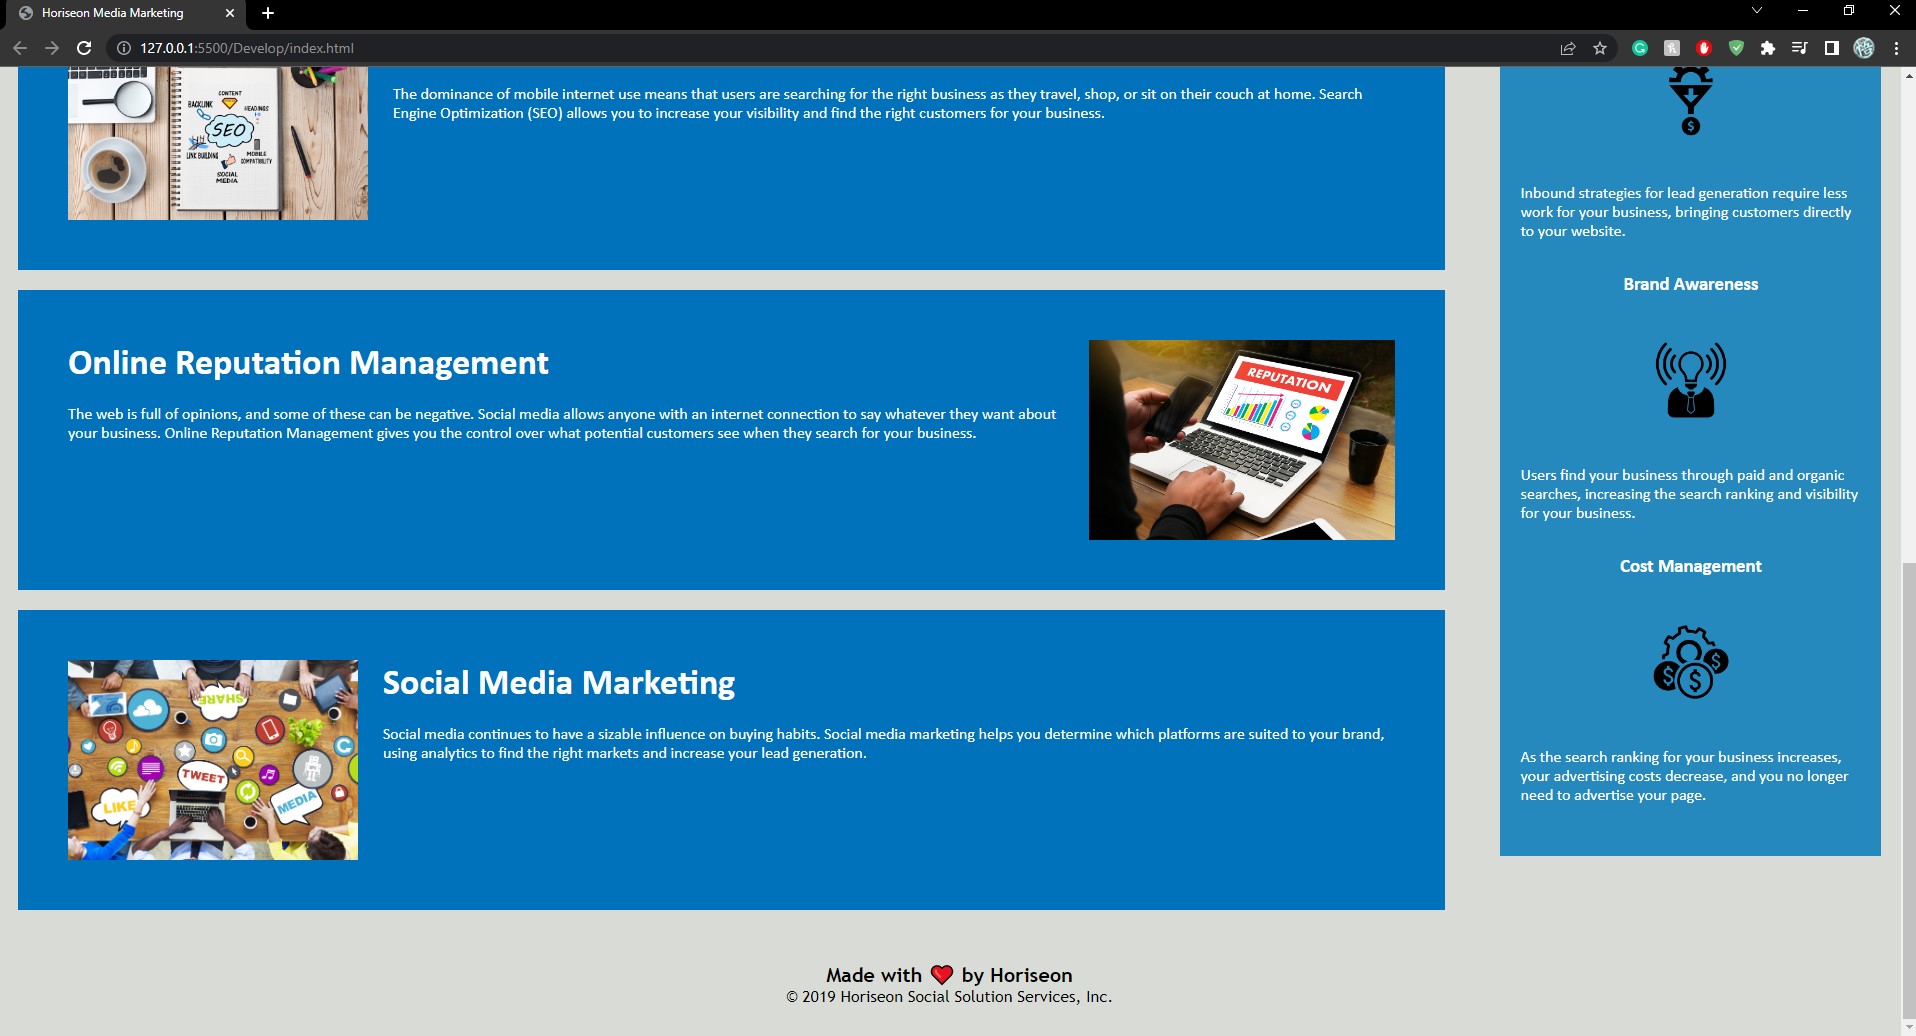 Horiseon Media Marketing
127.0.0.1:5500/Develop/index.html
CONTENT
BACKLINK
HEADINGS
SEO
LINK BUILDING
MOBILE
COMPATIBILITY
SOCIAL
MEDIA
The dominance of mobile internet use means that users are searching for the right business as they travel, shop, or sit on their couch at home. Search
Engine Optimization (SEO) allows you to increase your visibility and find the right customers for your business.
Online Reputation Management
The web is full of opinions, and some of these can be negative. Social media allows anyone with an internet connection to say whatever they want about
your business. Online Reputation Management gives you the control over what potential customers see when they search for your business.
REPUTATION
SHARE
TWEET
LIKE
MEDIA
Social Media Marketing
Social media continues to have a sizable influence on buying habits. Social media marketing helps you determine which platforms are suited to your brand,
using analytics to find the right markets and increase your lead generation.
$
Inbound strategies for lead generation require less
work for your business, bringing customers directly
to your website.
Brand Awareness
Users find your business through paid and organic
searches, increasing the search ranking and visibility
for your business.
Cost Management
$ $ $
As the search ranking for your business increases,
your advertising costs decrease, and you no longer
need to advertise your page.
Made with ❤️ by Horiseon
© 2019 Horiseon Social Solution Services, Inc.